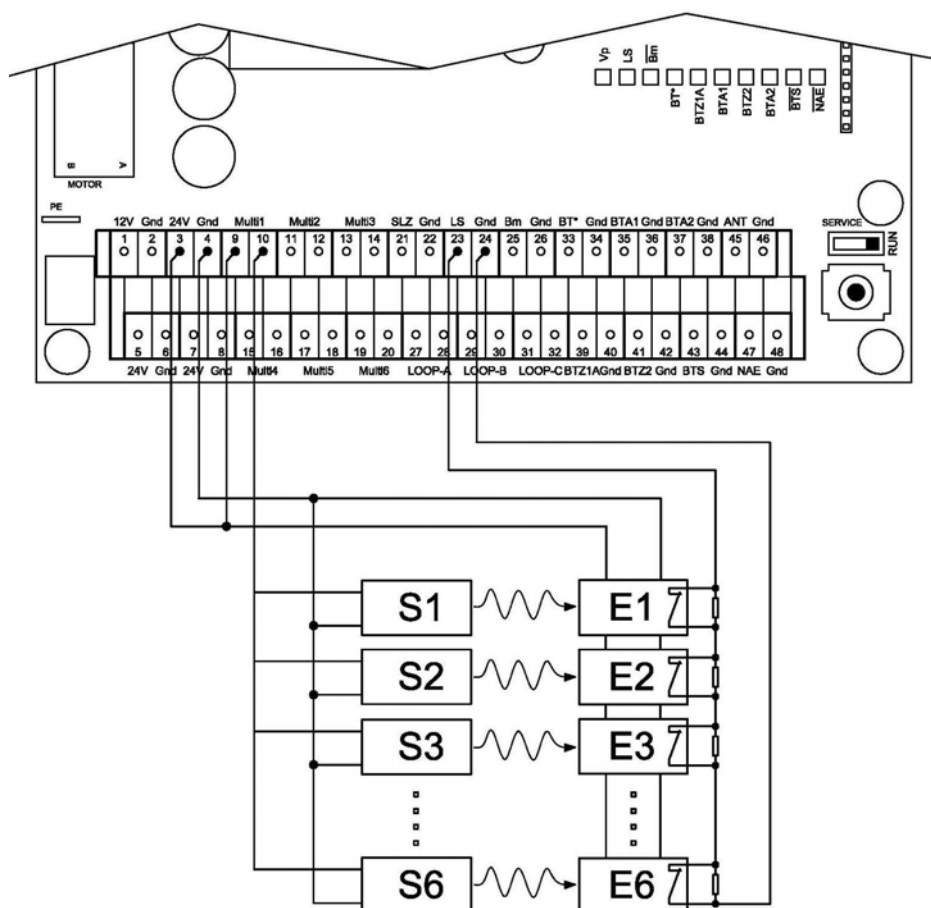 Vp LS Bm
BT* BTZ1A BTA1 BTZ2 BTA2 BTS NAE
B A
MOTOR
PE
SERVICE
RUN
12V Gnd 24V Gnd Multi1 Multi2 Multi3 SLZ Gnd LS Gnd Bm Gnd BT* Gnd BTA1 Gnd BTA2 Gnd ANT Gnd
1 2 3 4 9 10 11 12 13 14 21 22 23 24 25 26 33 34 35 36 37 38 45 46
5 6 7 8 15 16 17 18 19 20 27 28 29 30 31 32 39 40 41 42 43 44 47 48
24V Gnd 24V Gnd Multi4 Multi5 Multi6 LOOP-A LOOP-B LOOP-C BTZ1A Gnd BTZ2 Gnd BTS Gnd NAE Gnd
S1 E1
S2 E2
S3 E3
S6 E6